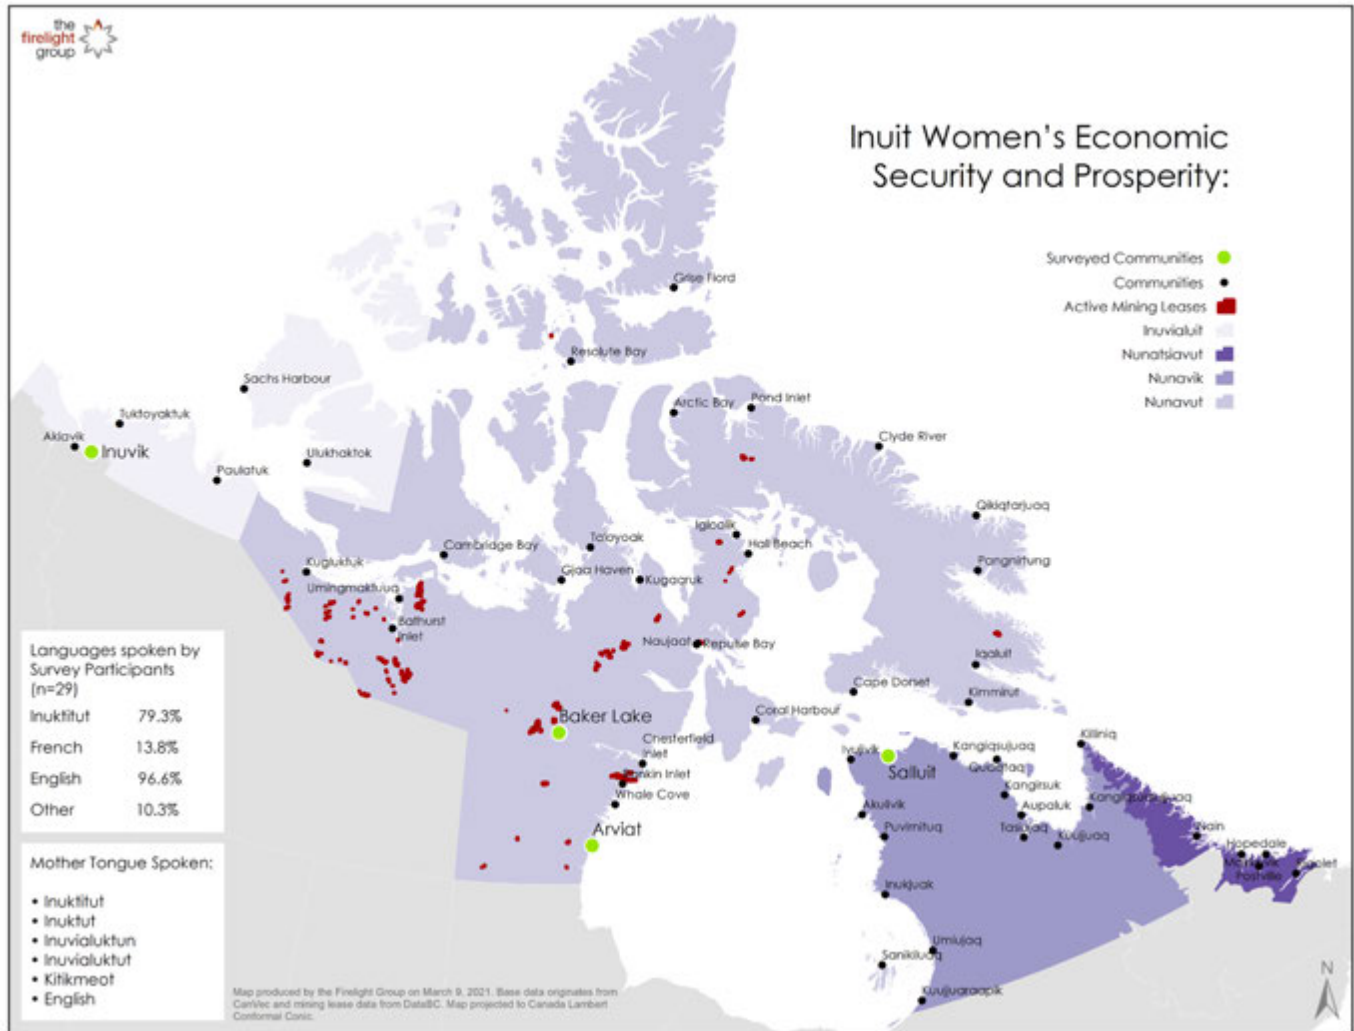 the
firelight
group
Inuit Women's Economic
Security and Prosperity:
Surveyed Communities
Communities
Active Mining Leases
Inuvialuit
Nunatsiavut
Nunavik
Nunavut
Grise Fiord
Resolute Bay
Sachs Harbour
Arctic Bay
Pond Inlet
Tuktoyaktuk
Aklavik
Inuvik
Clyde River
Ulukhaktok
Paulatuk
Qikiqtarjuaq
Igloolik
Hall Beach
Cambridge Bay
Taloyoak
Pangnirtung
Kugluktuk
Gjoa Haven
Kugaaruk
Umingmaktuuq
Bathurst
Inlet
Naujaat
Repulse Bay
Iqaluit
Cape Dorset
Kimmirut
Coral Harbour
Baker Lake
Chesterfield
Inlet
Rankin Inlet
Whale Cove
Arviat
Ivujivik
Salluit
Kangiqsujuaq
Quaqtaq
Killiniq
Kangirsuk
Akulivik
Aupaluk
Kangiqsualujjuaq
Puvirnituq
Tasiujaq
Kuujjuaq
Nain
Hopedale
Makkovik
Postville
Rigolet
Inukjuak
Umiujaq
Sanikiluaq
Kuujjuaraapik
Languages spoken by
Survey Participants
(n=29)
Inuktitut 79.3%
French 13.8%
English 96.6%
Other 10.3%
Mother Tongue Spoken:
• Inuktitut
• Inuktut
• Inuvialuktun
• Inuvialuktut
• Kitikmeot
• English
Map produced by the Firelight Group on March 9, 2021. Base data originates from
CanVec and mining lease data from DataBC. Map projected to Canada Lambert
Conformal Conic.
N